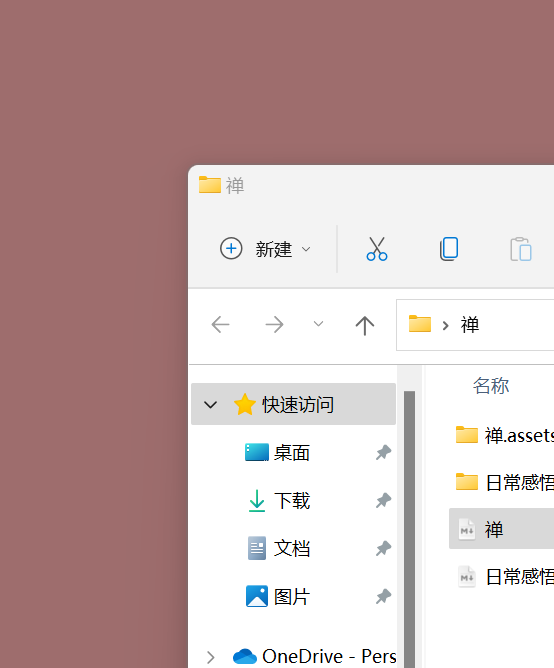 禅
新建
禅
名称
快速访问
禅.assets
桌面
日常感悟
下载
禅
文档
日常感悟
图片
OneDrive - Pers